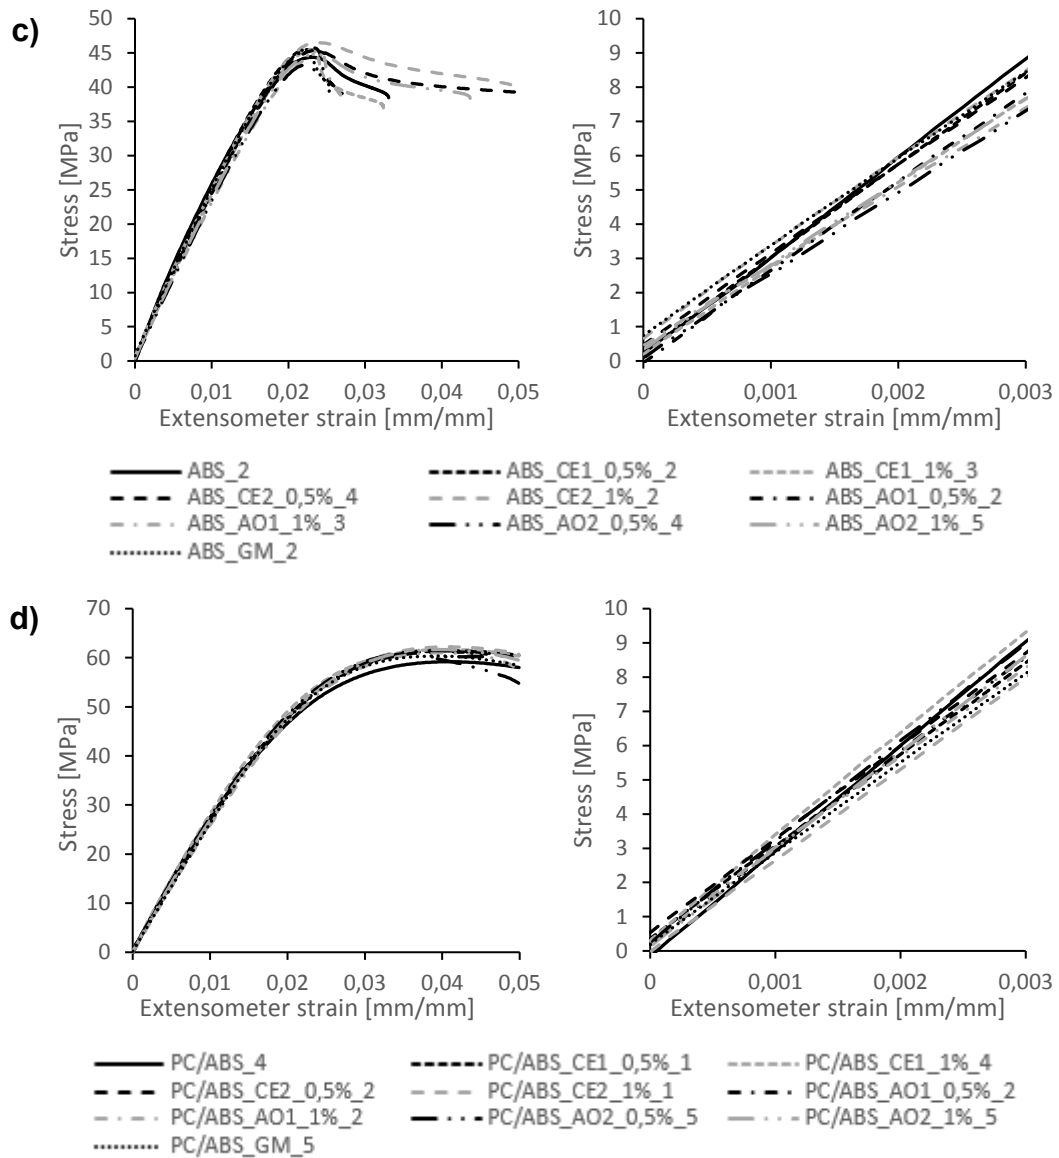 c)
50
45
40
35
30
25
20
15
10
5
0
Stress [MPa]
0 0,01 0,02 0,03 0,04 0,05
Extensometer strain [mm/mm]
10
9
8
7
6
5
4
3
2
1
0
Stress [MPa]
0 0,001 0,002 0,003
Extensometer strain [mm/mm]
ABS_2 ABS_CE1_0,5%_2 ABS_CE1_1%_3
ABS_CE2_0,5%_4 ABS_CE2_1%_2 ABS_AO1_0,5%_2
ABS_AO1_1%_3 ABS_AO2_0,5%_4 ABS_AO2_1%_5
ABS_GM_2
d)
70
60
50
40
30
20
10
0
Stress [MPa]
0 0,01 0,02 0,03 0,04 0,05
Extensometer strain [mm/mm]
10
9
8
7
6
5
4
3
2
1
0
Stress [MPa]
0 0,001 0,002 0,003
Extensometer strain [mm/mm]
PC/ABS_4 PC/ABS_CE1_0,5%_1 PC/ABS_CE1_1%_4
PC/ABS_CE2_0,5%_2 PC/ABS_CE2_1%_1 PC/ABS_AO1_0,5%_2
PC/ABS_AO1_1%_2 PC/ABS_AO2_0,5%_5 PC/ABS_AO2_1%_5
PC/ABS_GM_5